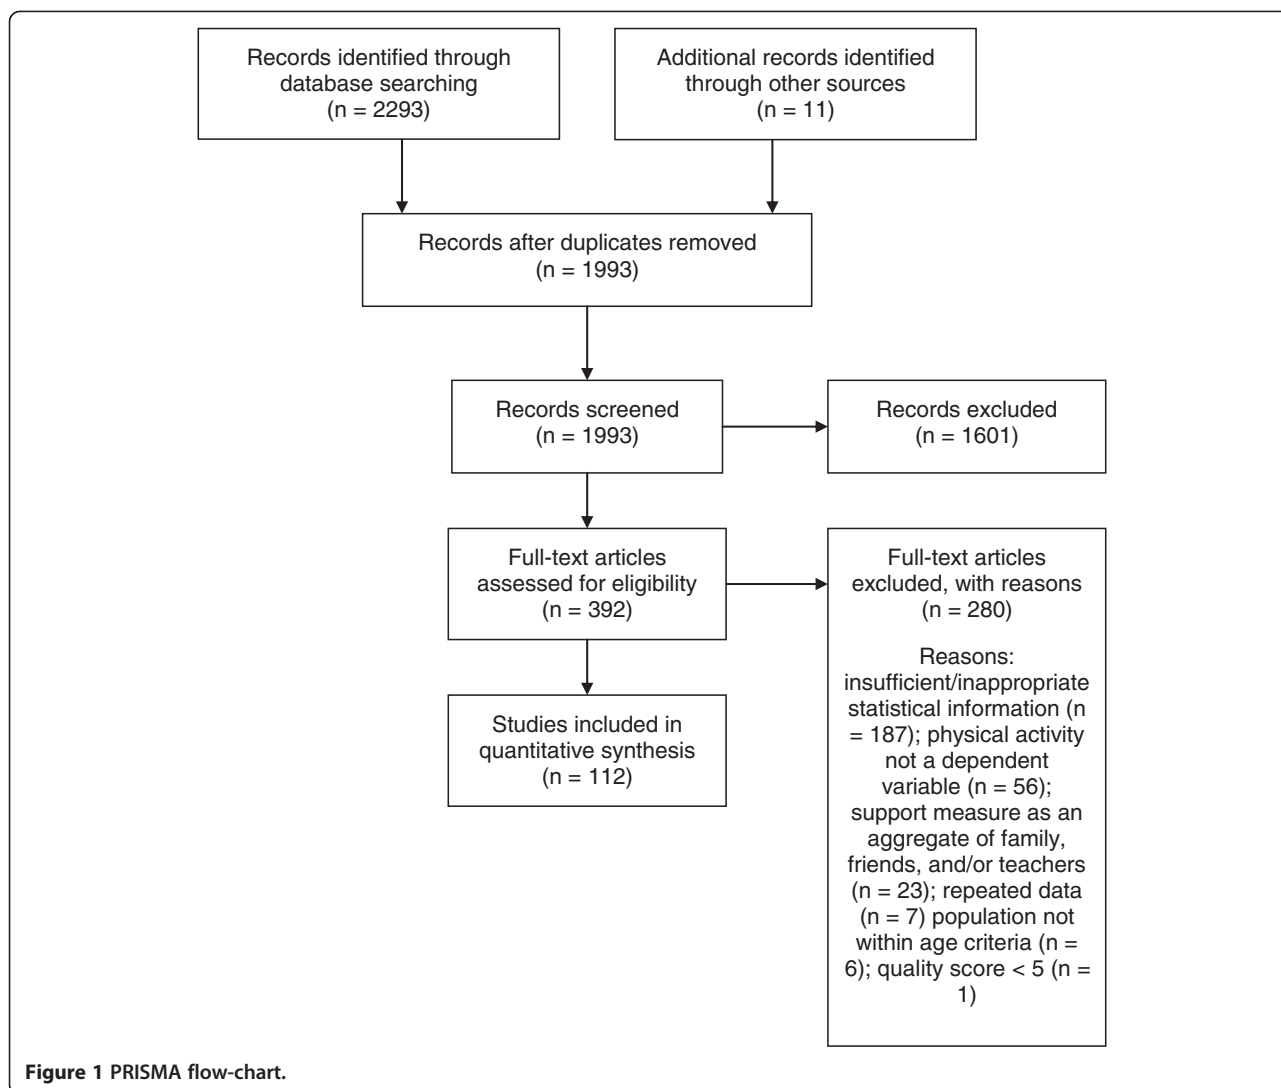 Records identified through
database searching
(n = 2293)
Additional records identified
through other sources
(n = 11)
Records after duplicates removed
(n = 1993)
Records screened
(n = 1993)
Records excluded
(n = 1601)
Full-text articles
assessed for eligibility
(n = 392)
Full-text articles
excluded, with reasons
(n = 280)
Reasons:
insufficient/inappropriate
statistical information (n
= 187); physical activity
not a dependent
variable (n = 56);
support measure as an
aggregate of family,
friends, and/or teachers
(n = 23); repeated data
(n = 7) population not
within age criteria (n =
6); quality score < 5 (n =
1)
Studies included in
quantitative synthesis
(n = 112)
Figure 1 PRISMA flow-chart.